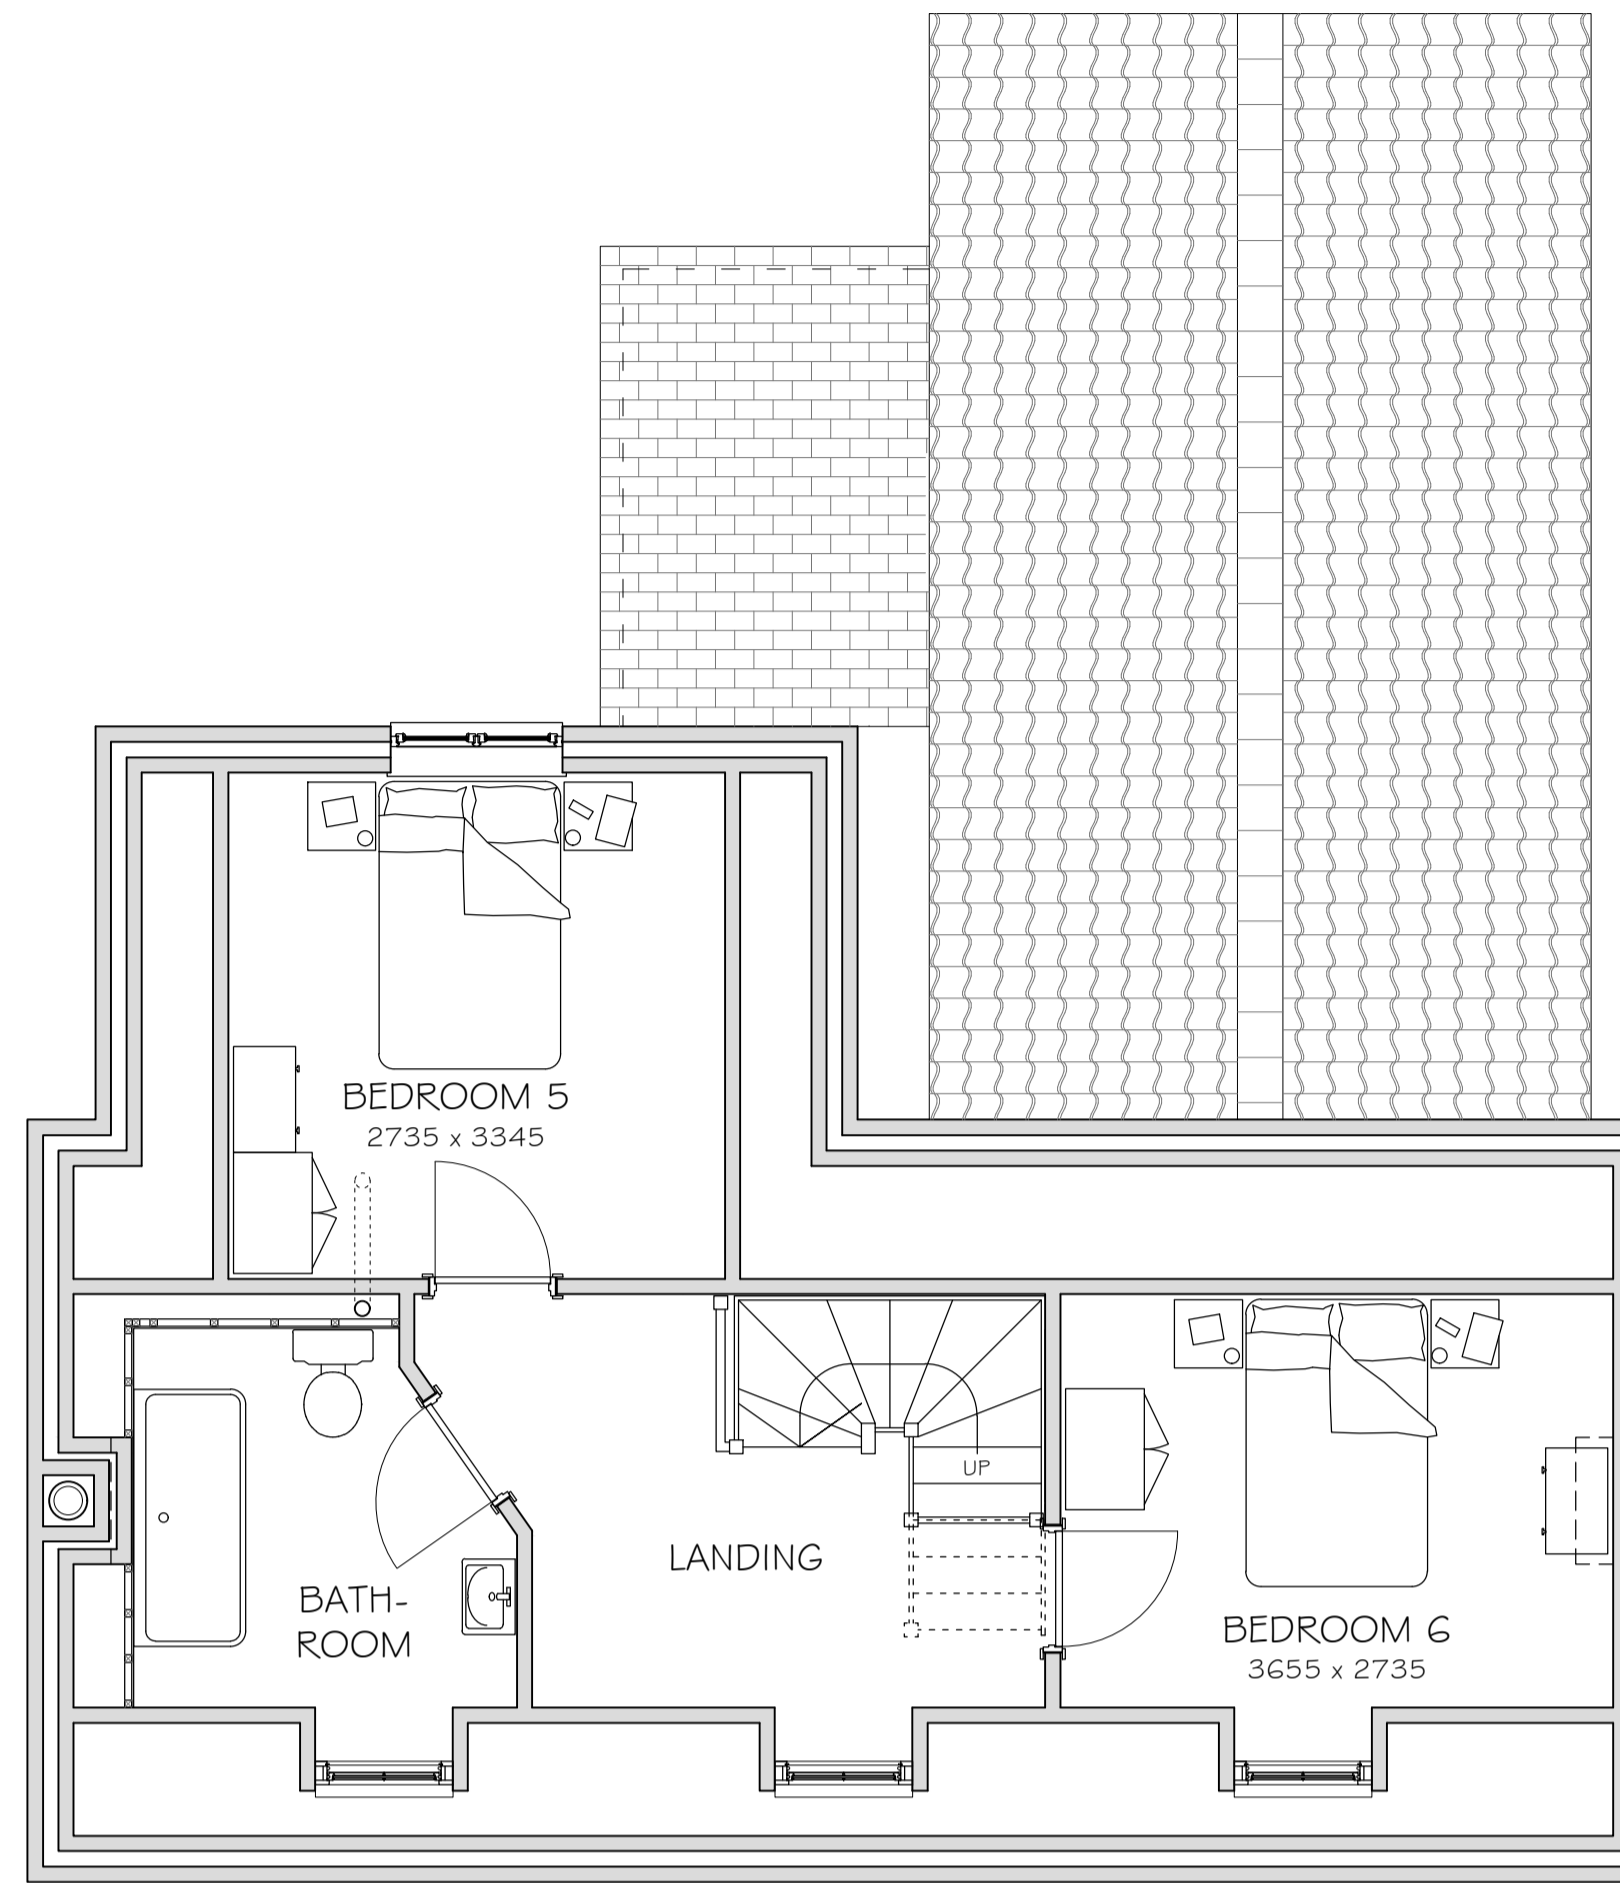 BEDROOM 5
2735 x 3345
UP
LANDING
BATH-
ROOM
BEDROOM 6
3655 x 2735